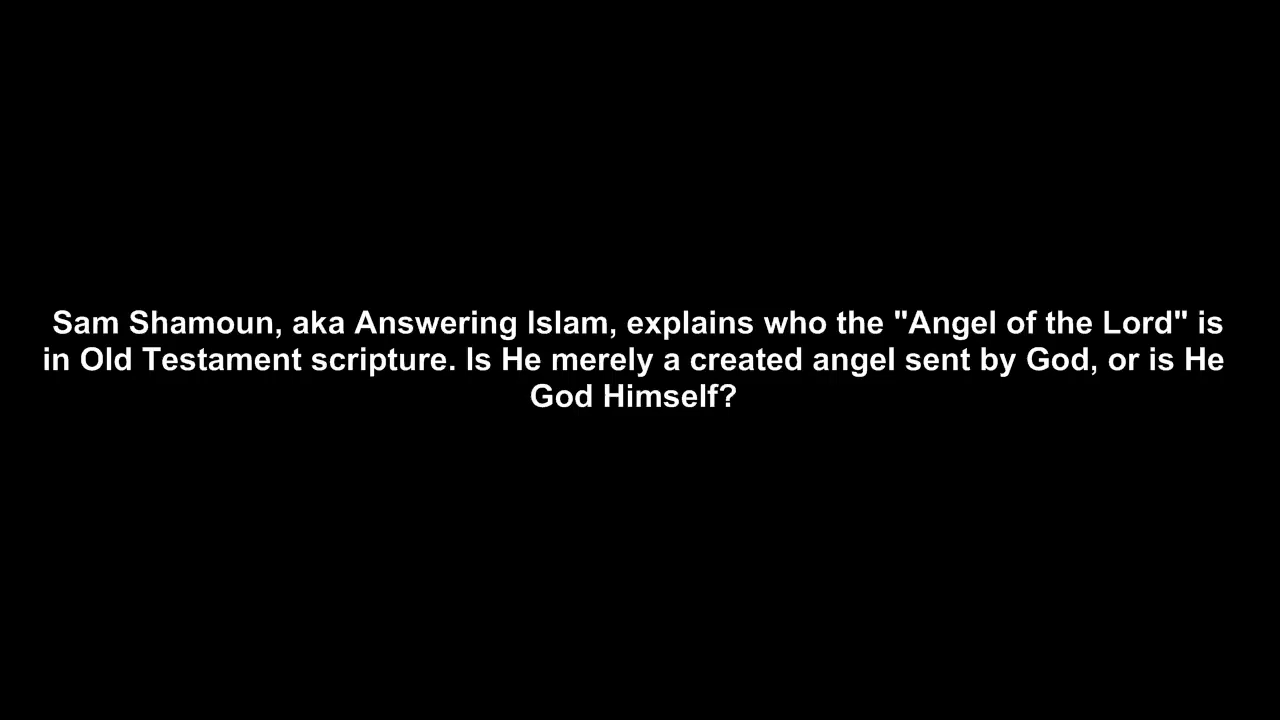 Sam Shamoun, aka Answering Islam, explains who the "Angel of the Lord" is
in Old Testament scripture. Is He merely a created angel sent by God, or is He
God Himself?